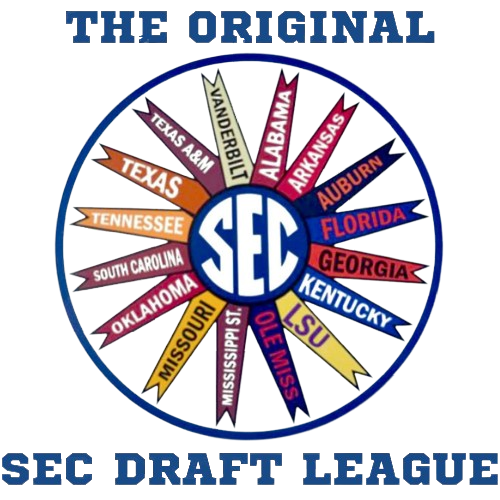 THE ORIGINAL
ALABAMA
ARKANSAS
AUBURN
FLORIDA
GEORGIA
KENTUCKY
LSU
OLE MISS
MISSISSIPPI ST.
MISSOURI
OKLAHOMA
SOUTH CAROLINA
TENNESSEE
TEXAS
TEXAS A&M
VANDERBILT
SEC
SEC DRAFT LEAGUE